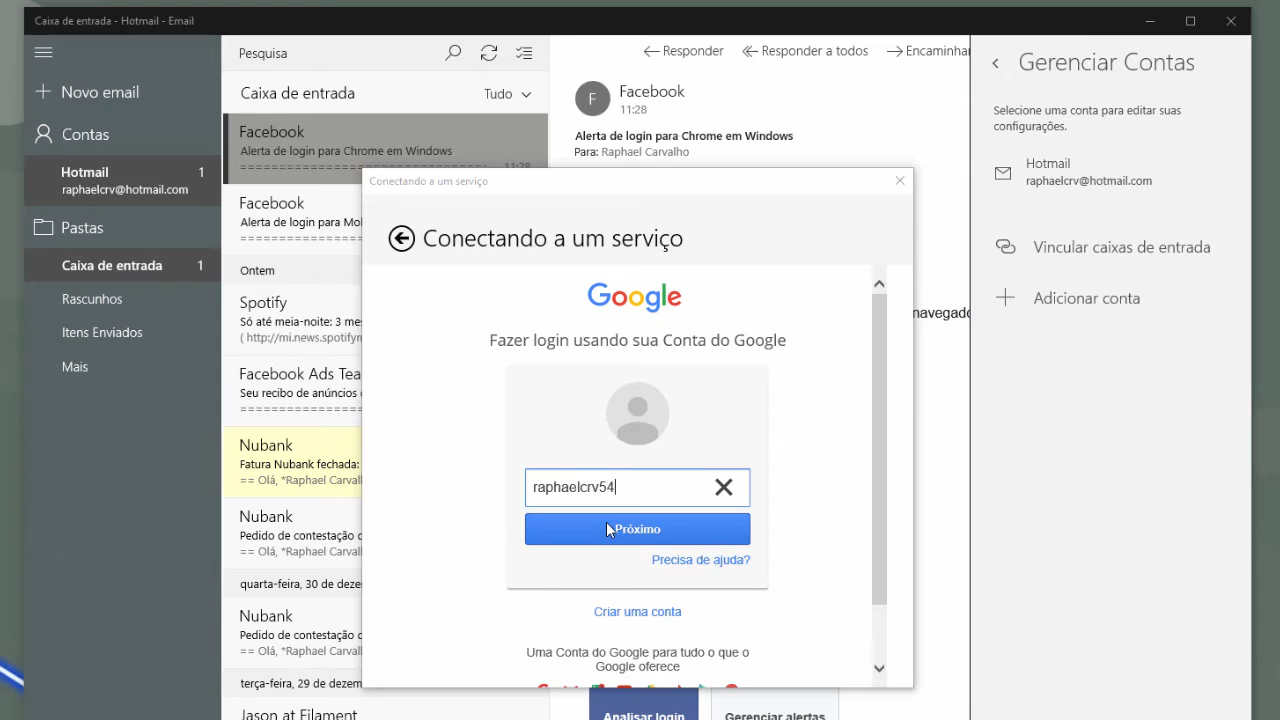 Caixa de entrada - Hotmail - Email
Novo email
Contas
Hotmail 1
raphaelcrv@hotmail.com
Pastas
Caixa de entrada 1
Rascunhos
Itens Enviados
Mais
Pesquisa
Caixa de entrada Tudo
Facebook
Alerta de login para Chrome em Windows
============================ 11:28
Facebook
Alerta de login para Mo
Ontem
Spotify
Só até meia-noite: 3 mes
( http://mi.news.spotify
Facebook Ads Tea
Seu recibo de anúncios
Nubank
Fatura Nubank fechada:
== Olá, *Raphael Carval
Nubank
Pedido de contestação d
== Olá, *Raphael Carval
quarta-feira, 30 de deze
Nubank
Pedido de contestação d
== Olá, *Raphael Carval
terça-feira, 29 de dezem
Jason at Filament
Responder Responder a todos Encaminhar
F
Facebook
11:28
Alerta de login para Chrome em Windows
Para: Raphael Carvalho
navegado
Analisar login Gerenciar alertas
Conectando a um serviço
Conectando a um serviço
Google
Fazer login usando sua Conta do Google
raphaelcrv54
Próximo
Precisa de ajuda?
Criar uma conta
Uma Conta do Google para tudo o que o
Google oferece
Gerenciar Contas
Selecione uma conta para editar suas
configurações.
Hotmail
raphaelcrv@hotmail.com
Vincular caixas de entrada
Adicionar conta